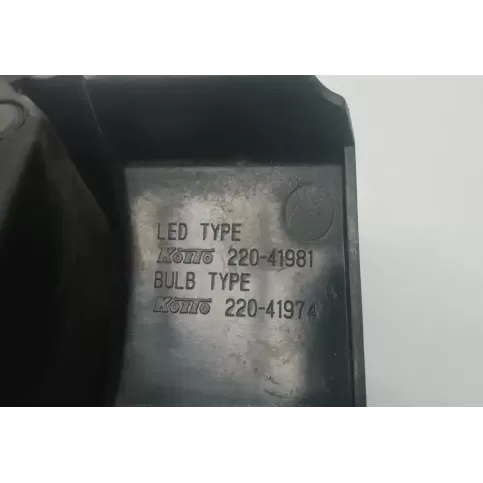 LED TYPE
KOITO 220-41981
BULB TYPE
KOITO 220-41974